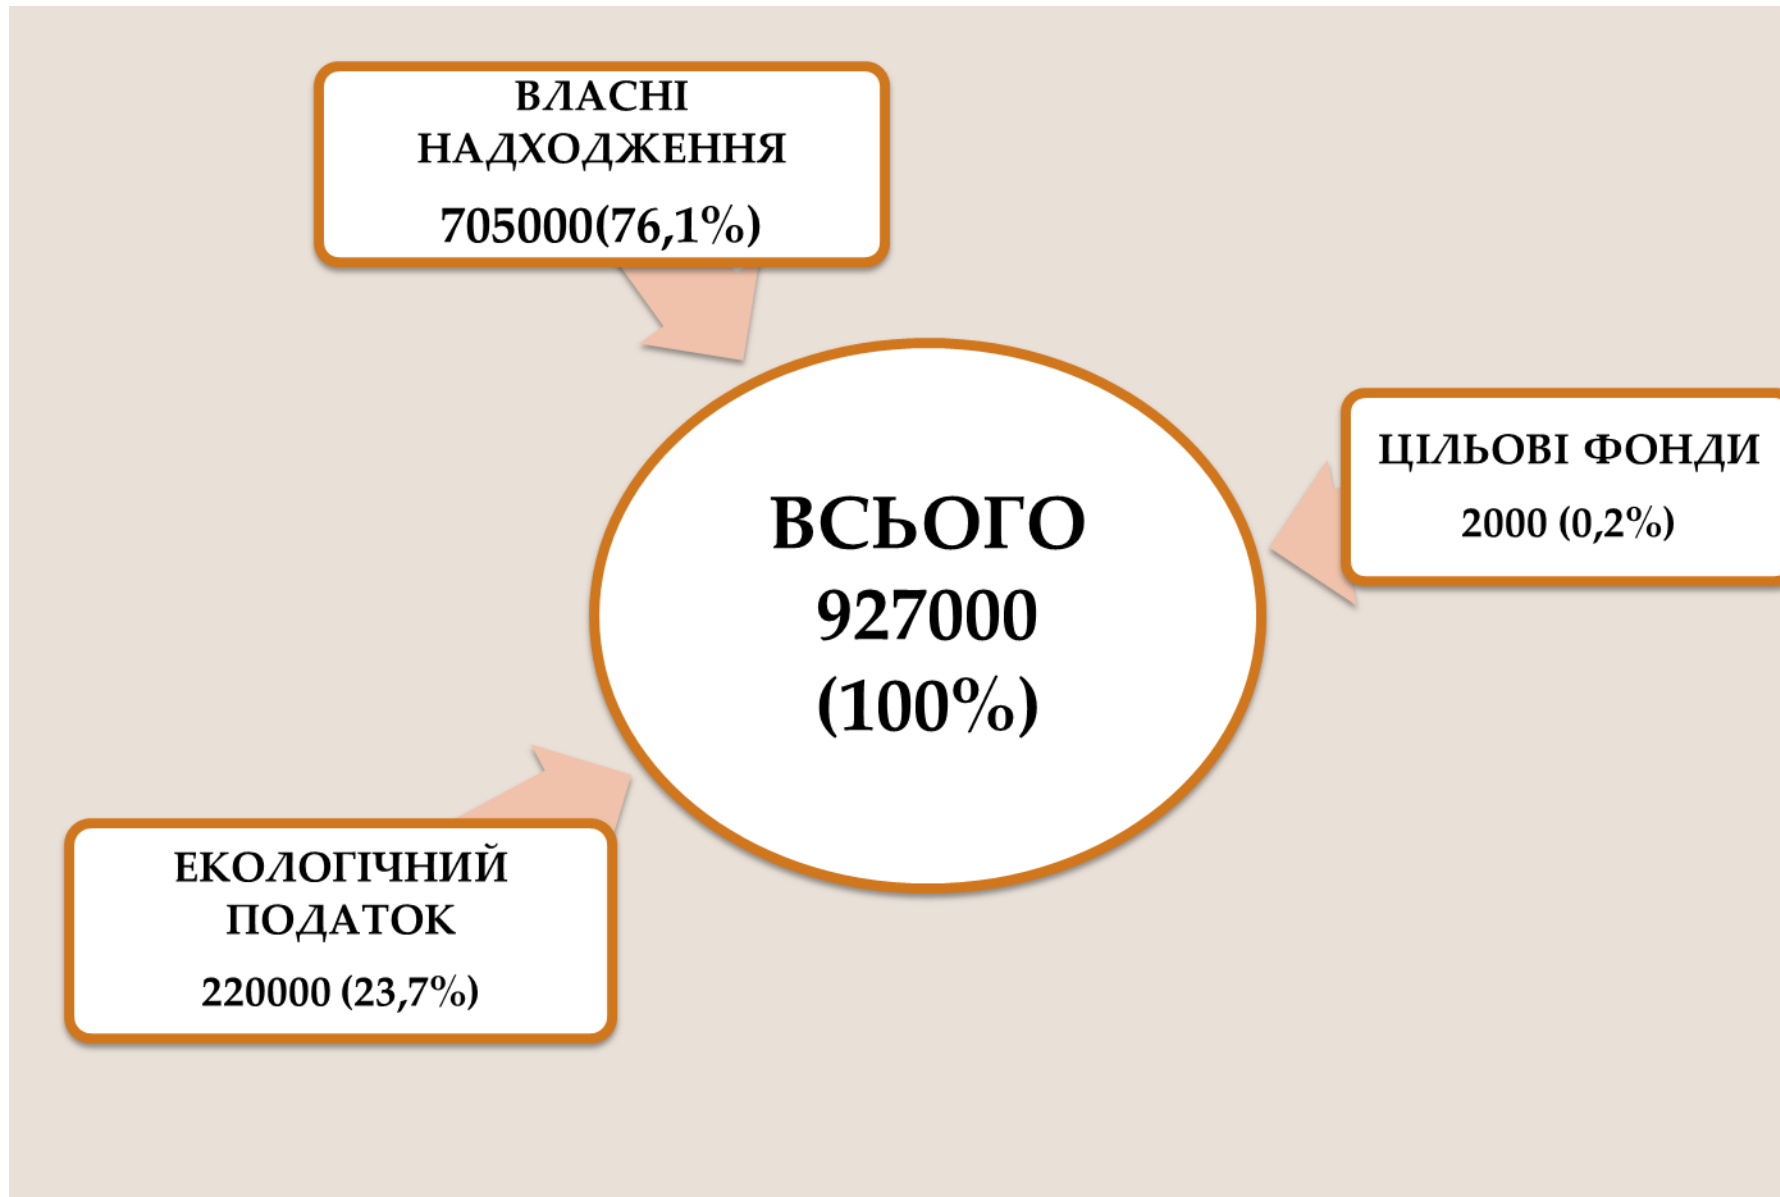 ВЛАСНІ
НАДХОДЖЕННЯ
705000(76,1%)
ЦІЛЬОВІ ФОНДИ
2000 (0,2%)
ВСЬОГО
927000
(100%)
ЕКОЛОГІЧНИЙ
ПОДАТОК
220000 (23,7%)